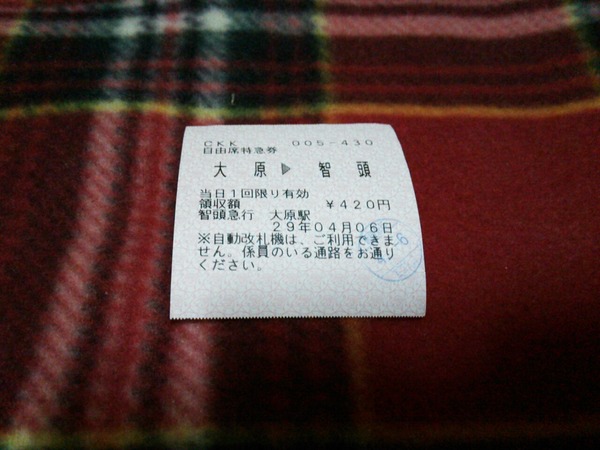 CKK 005-430
自由席特急券
大原▶智頭
当日1回限り有効
領収額 ￥420円
智頭急行 大原駅
29年04月06日
※自動改札機は、ご利用できま
せん。係員のいる通路をお通り
ください。